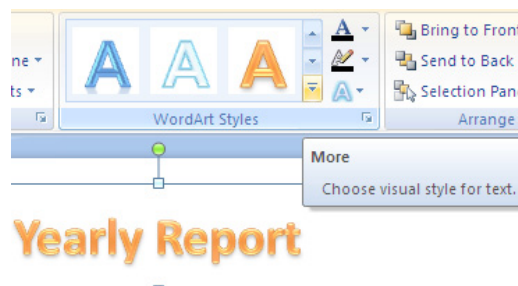 A A A
A
A
Bring to Front
ne
Send to Back
ts
Selection Pane
WordArt Styles
Arrange
More
Choose visual style for text.
Yearly Report